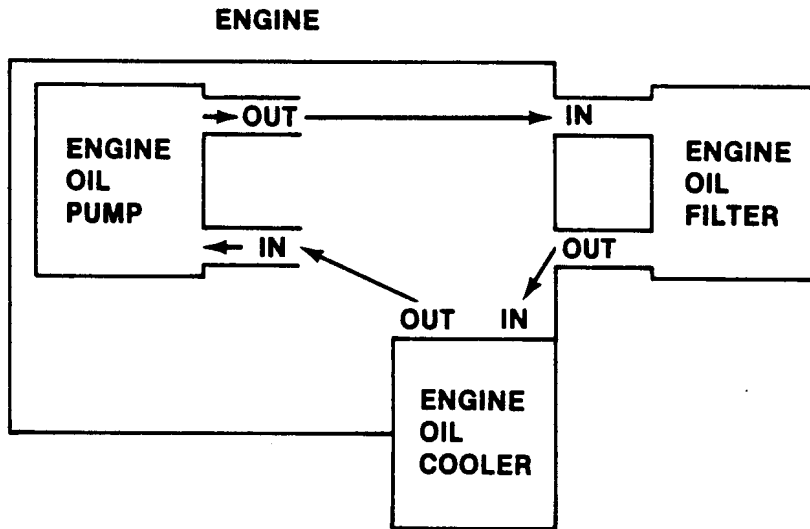 ENGINE
OUT
IN
ENGINE
OIL
PUMP
ENGINE
OIL
FILTER
IN
OUT
OUT
IN
ENGINE
OIL
COOLER